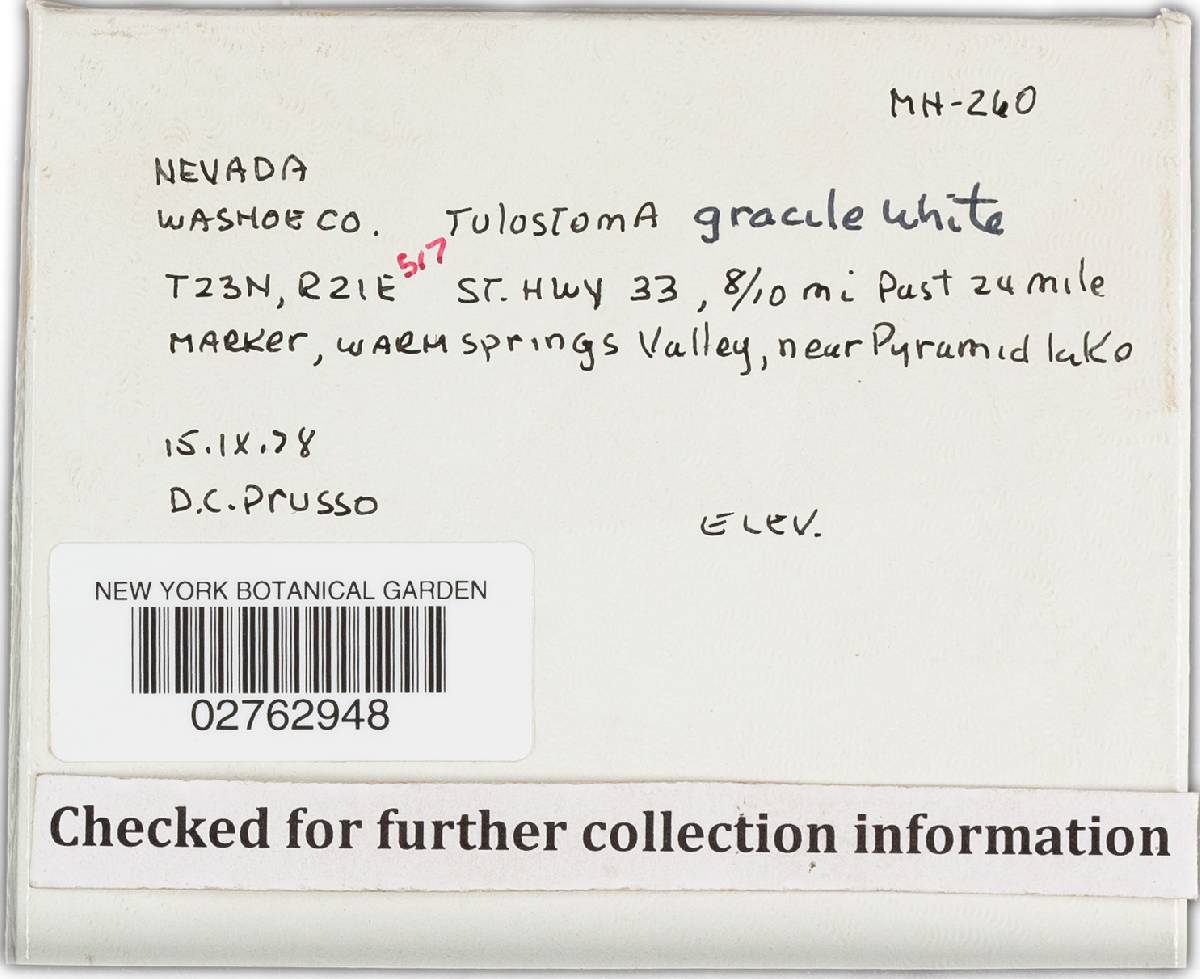 MH-260
NEVADA
WASHOE CO. TulosTomA gracile White
T23N, R21E S17 ST. HWY 33, 8/10 mi Past 24 mile
MARKer, WARM springs Valley, near Pyramid lake
15.IX.78
D.C. Prusso
ELEV.
NEW YORK BOTANICAL GARDEN
02762948
Checked for further collection information